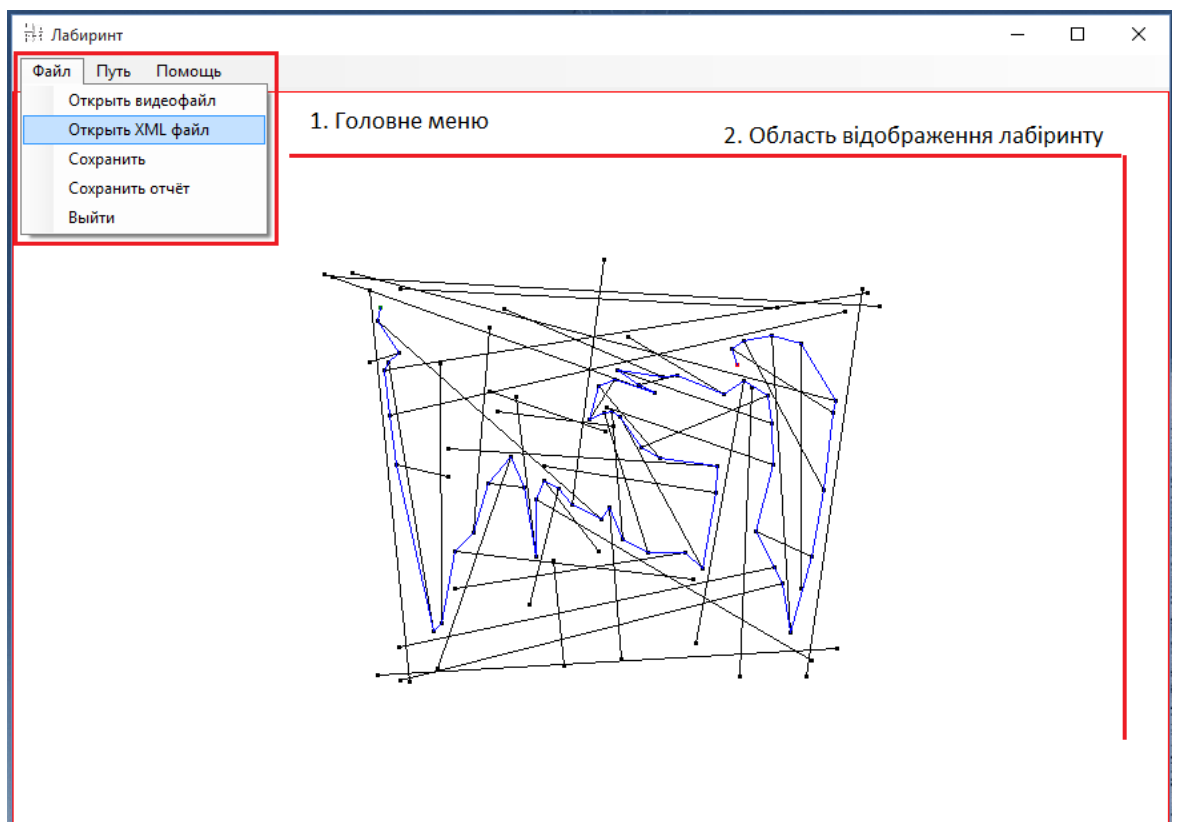 Лабиринт
Файл Путь Помощь
Открыть видеофайл
Открыть XML файл
Сохранить
Сохранить отчёт
Выйти
1. Головне меню
2. Область відображення лабіринту